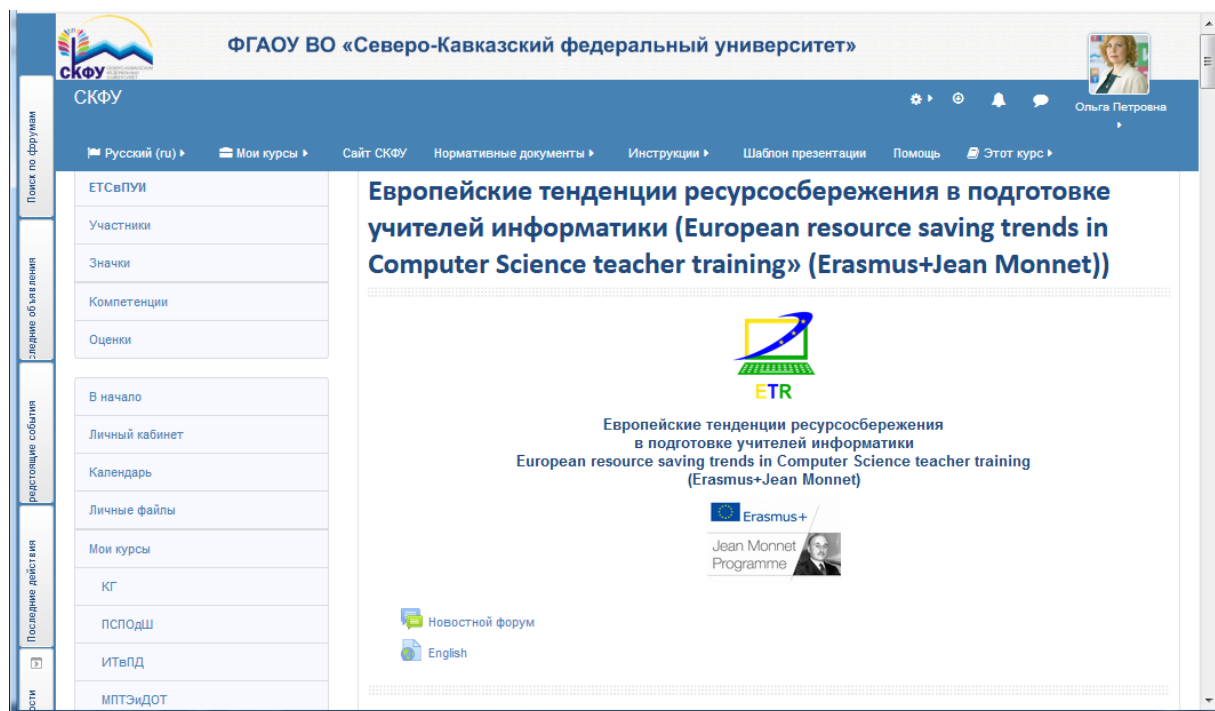 ФГАОУ ВО «Северо-Кавказский федеральный университет»
СКФУ
СКФУ
Ольга Петровна
Русский (ru)
Мои курсы
Сайт СКФУ
Нормативные документы
Инструкции
Шаблон презентации
Помощь
Этот курс
Поиск по форумам
следние объявления
редстоящие события
Последние действия
ости
ЕТСвПУИ
Участники
Значки
Компетенции
Оценки
В начало
Личный кабинет
Календарь
Личные файлы
Мои курсы
КГ
ПСПОдШ
ИТвПД
МПТЭиДОТ
Европейские тенденции ресурсосбережения в подготовке
учителей информатики (European resource saving trends in
Computer Science teacher training» (Erasmus+Jean Monnet))
ETR
Европейские тенденции ресурсосбережения
в подготовке учителей информатики
European resource saving trends in Computer Science teacher training
(Erasmus+Jean Monnet)
Erasmus+
Jean Monnet
Programme
Новостной форум
English